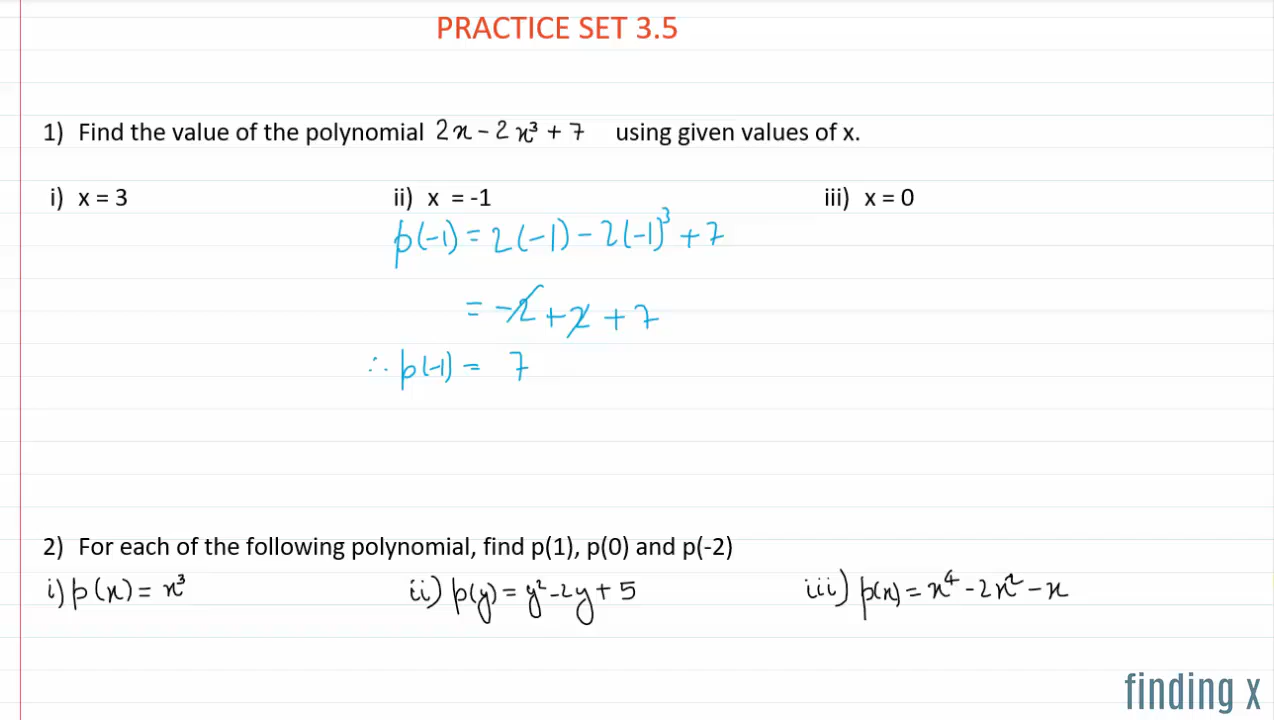 PRACTICE SET 3.5
1) Find the value of the polynomial 2x - 2x³ + 7 using given values of x.
i) x = 3 ii) x = -1 iii) x = 0
p(-1) = 2(-1) - 2(-1)³ + 7
= -2 + 2 + 7
∴ p(-1) = 7
2) For each of the following polynomial, find p(1), p(0) and p(-2)
i) p(x) = x³ ii) p(y) = y² - 2y + 5 iii) p(x) = x⁴ - 2x² - x
finding x